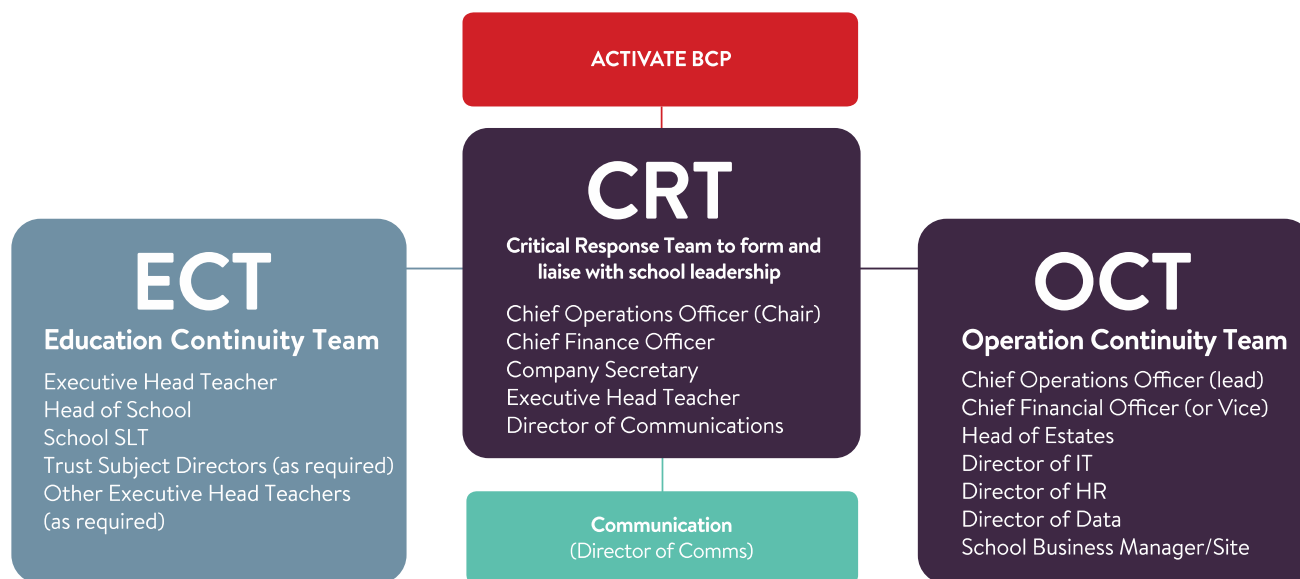 ACTIVATE BCP
CRT
Critical Response Team to form and
liaise with school leadership
Chief Operations Officer (Chair)
Chief Finance Officer
Company Secretary
Executive Head Teacher
Director of Communications
ECT
Education Continuity Team
Executive Head Teacher
Head of School
School SLT
Trust Subject Directors (as required)
Other Executive Head Teachers
(as required)
OCT
Operation Continuity Team
Chief Operations Officer (lead)
Chief Financial Officer (or Vice)
Head of Estates
Director of IT
Director of HR
Director of Data
School Business Manager/Site
Communication
(Director of Comms)